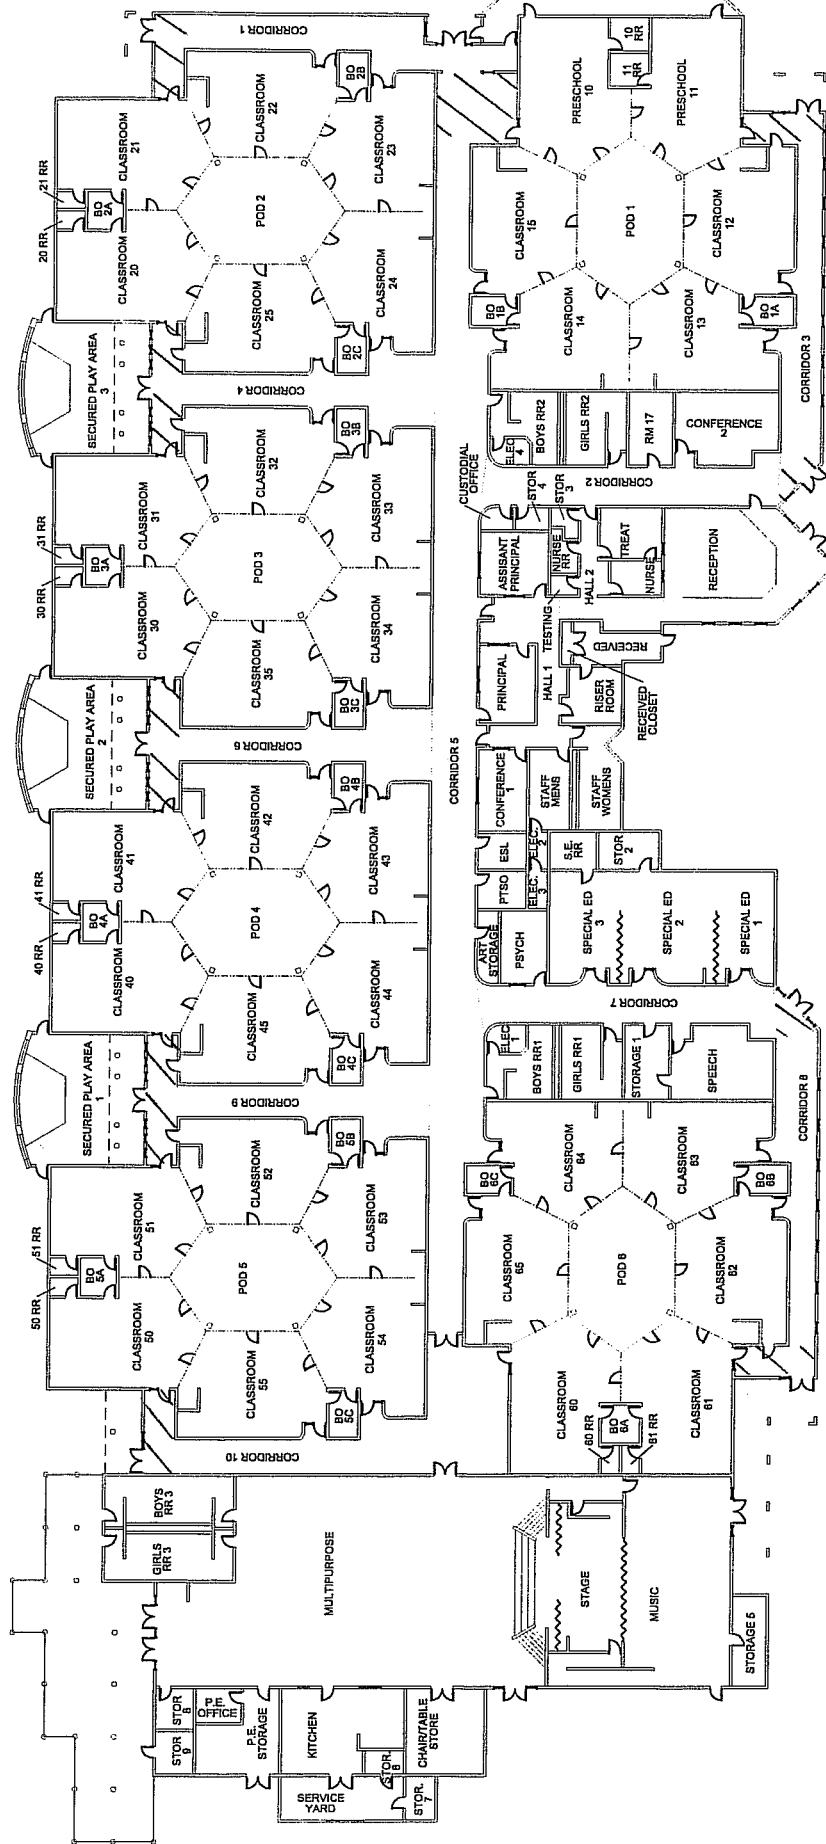 CORRIDOR 1
10
RR
11
RR
PRESCHOOL
10
PRESCHOOL
11
BO
2B
CLASSROOM
22
CLASSROOM
21
21 RR
20 RR
BO
2A
CLASSROOM
23
POD 2
CLASSROOM
20
CLASSROOM
25
CLASSROOM
24
BO
2C
CLASSROOM
15
POD 1
CLASSROOM
12
CLASSROOM
14
CLASSROOM
13
BO
1B
BO
1A
SECURED PLAY AREA
3
CORRIDOR 4
CORRIDOR 3
BOYS RR2
GIRLS RR2
RM 17
CONFERENCE
2
ELEC
4
BO
3B
CLASSROOM
32
CLASSROOM
31
31 RR
30 RR
BO
3A
CLASSROOM
33
POD 3
CLASSROOM
30
CLASSROOM
35
CLASSROOM
34
BO
3C
CUSTODIAL
OFFICE
STOR
4
STOR
3
CORRIDOR 2
ASSISANT
PRINCIPAL
NURSE
RR
TREAT
NURSE
RECEPTION
TESTING
HALL 2
HALL 1
PRINCIPAL
RECEIVED
RISER
ROOM
RECEIVED
CLOSET
CORRIDOR 5
SECURED PLAY AREA
2
CORRIDOR 6
CONFERENCE
1
STAFF
MENS
STAFF
WOMENS
ESL
ELEC.
2
S.E.
RR
STOR
2
PTSO
ELEC.
3
ART
STORAGE
PSYCH
SPECIAL ED
3
SPECIAL ED
2
SPECIAL ED
1
BO
4B
CLASSROOM
42
CLASSROOM
41
41 RR
40 RR
BO
4A
CLASSROOM
43
POD 4
CLASSROOM
40
CLASSROOM
45
CLASSROOM
44
BO
4C
CORRIDOR 7
SECURED PLAY AREA
1
CORRIDOR 9
ELEC
1
BOYS RR1
GIRLS RR1
STORAGE 1
SPEECH
CORRIDOR 8
BO
5B
CLASSROOM
52
CLASSROOM
51
51 RR
50 RR
BO
5A
CLASSROOM
53
POD 5
CLASSROOM
50
CLASSROOM
55
CLASSROOM
54
BO
5C
CORRIDOR 10
CLASSROOM
64
CLASSROOM
63
BO
6C
BO
6B
CLASSROOM
65
POD 6
CLASSROOM
62
CLASSROOM
60
CLASSROOM
61
60 RR
BO
6A
61 RR
BOYS
RR 3
GIRLS
RR 3
MULTIPURPOSE
STAGE
MUSIC
STORAGE 5
STOR
8
STOR
9
P.E.
OFFICE
P.E.
STORAGE
KITCHEN
STOR.
6
CHAIR/TABLE
STORE
SERVICE
YARD
STOR.
7